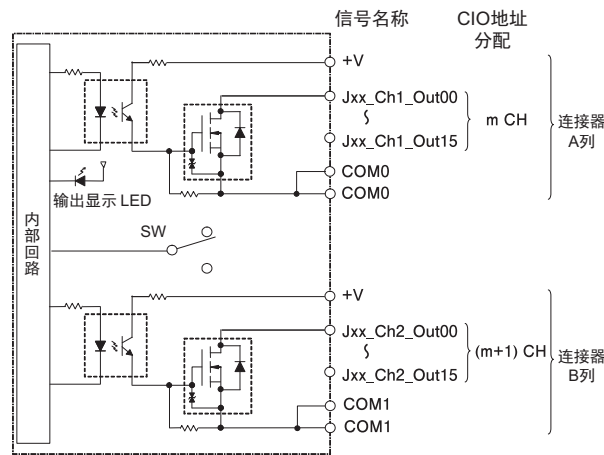 信号名称
CIO地址
分配
+V
Jxx_Ch1_Out00
m CH
Jxx_Ch1_Out15
连接器
A列
COM0
COM0
输出显示 LED
内部回路
SW
+V
Jxx_Ch2_Out00
(m+1) CH
Jxx_Ch2_Out15
连接器
B列
COM1
COM1